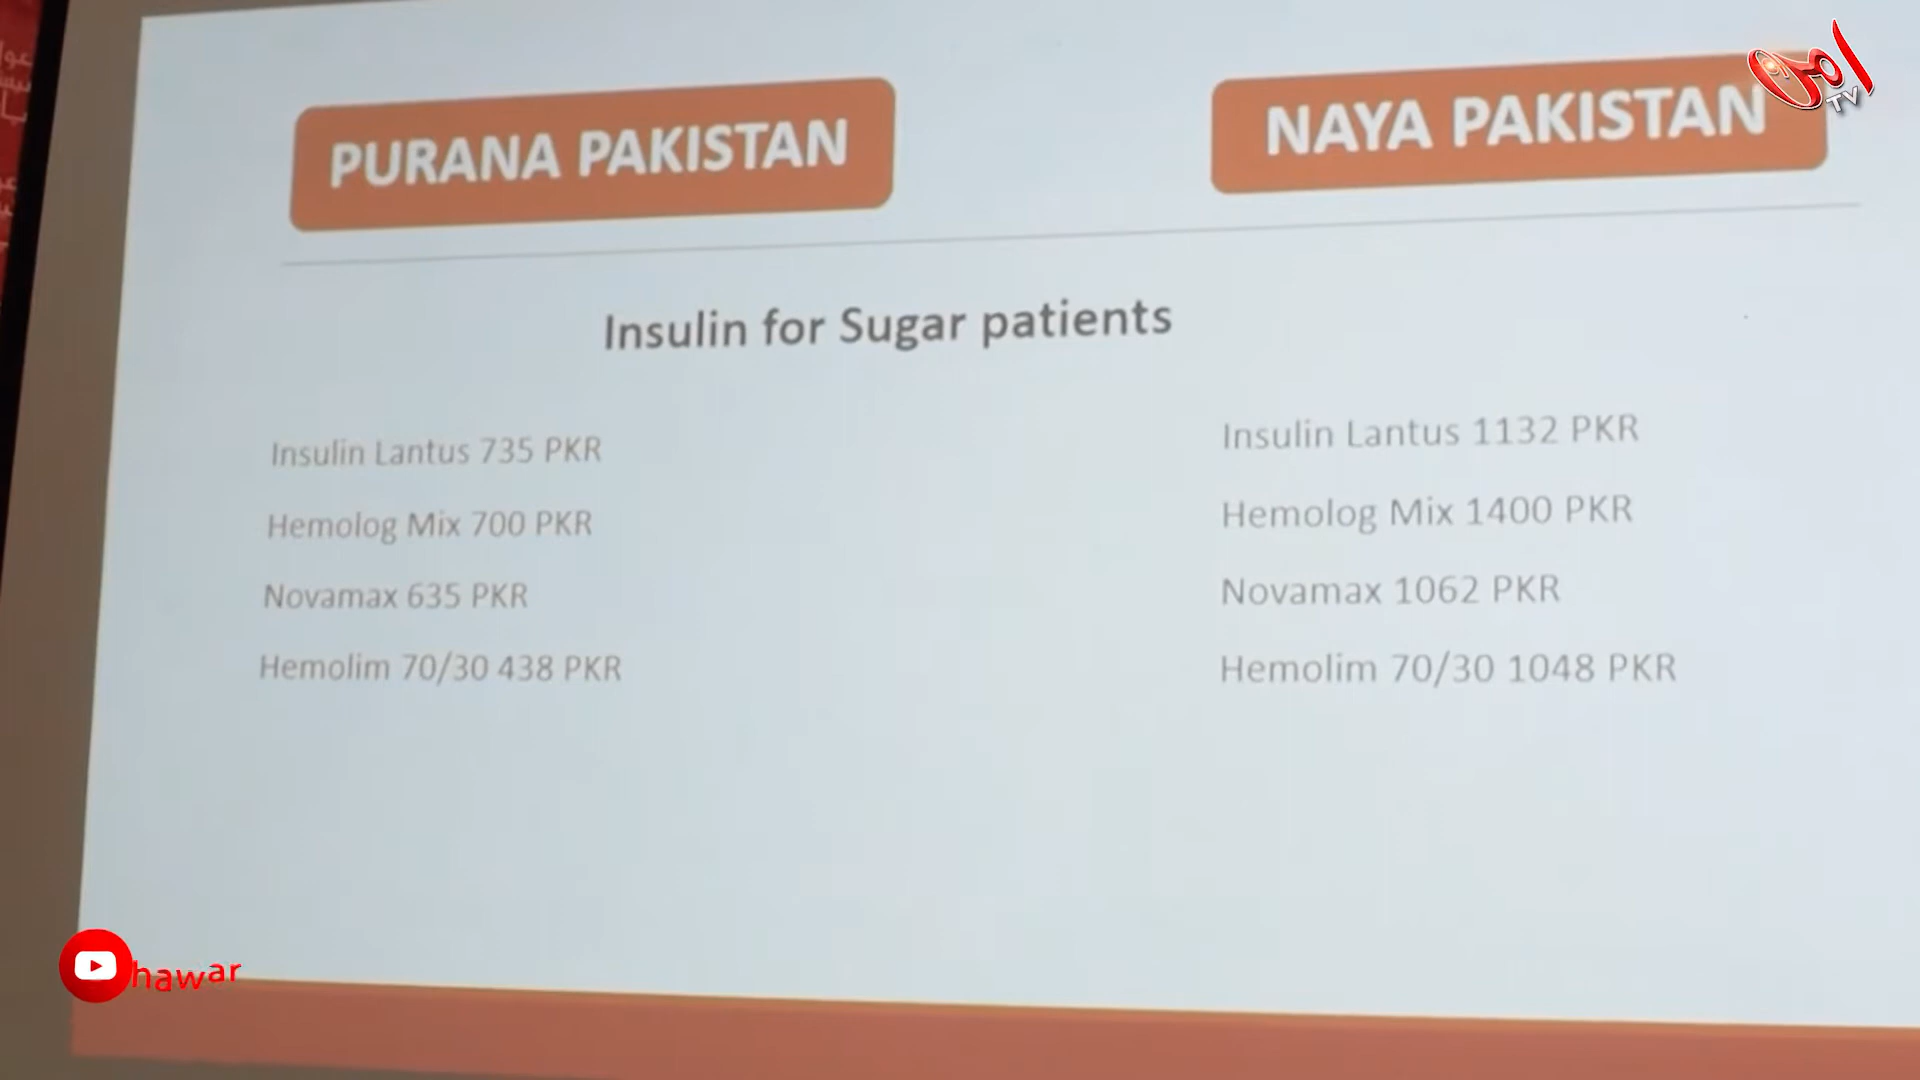 PURANA PAKISTAN
NAYA PAKISTAN
Insulin for Sugar patients
Insulin Lantus 735 PKR
Hemolog Mix 700 PKR
Novamax 635 PKR
Hemolim 70/30 438 PKR
Insulin Lantus 1132 PKR
Hemolog Mix 1400 PKR
Novamax 1062 PKR
Hemolim 70/30 1048 PKR
TV
hawar